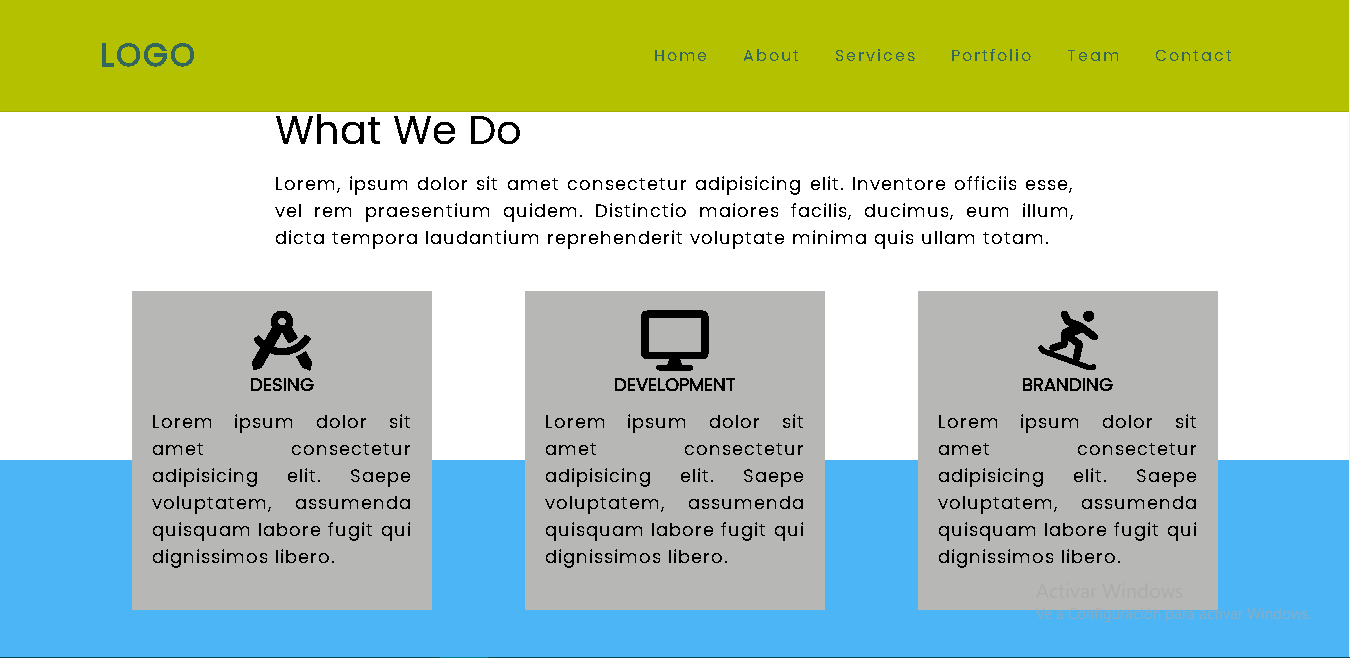 LOGO
Home About Services Portfolio Team Contact
What We Do
Lorem, ipsum dolor sit amet consectetur adipisicing elit. Inventore officiis esse,
vel rem praesentium quidem. Distinctio maiores facilis, ducimus, eum illum,
dicta tempora laudantium reprehenderit voluptate minima quis ullam totam.
DESING
Lorem ipsum dolor sit
amet consectetur
adipisicing elit. Saepe
voluptatem, assumenda
quisquam labore fugit qui
dignissimos libero.
DEVELOPMENT
Lorem ipsum dolor sit
amet consectetur
adipisicing elit. Saepe
voluptatem, assumenda
quisquam labore fugit qui
dignissimos libero.
BRANDING
Lorem ipsum dolor sit
amet consectetur
adipisicing elit. Saepe
voluptatem, assumenda
quisquam labore fugit qui
dignissimos libero.
Activar Windows
Ve a Configuración para activar Windows.